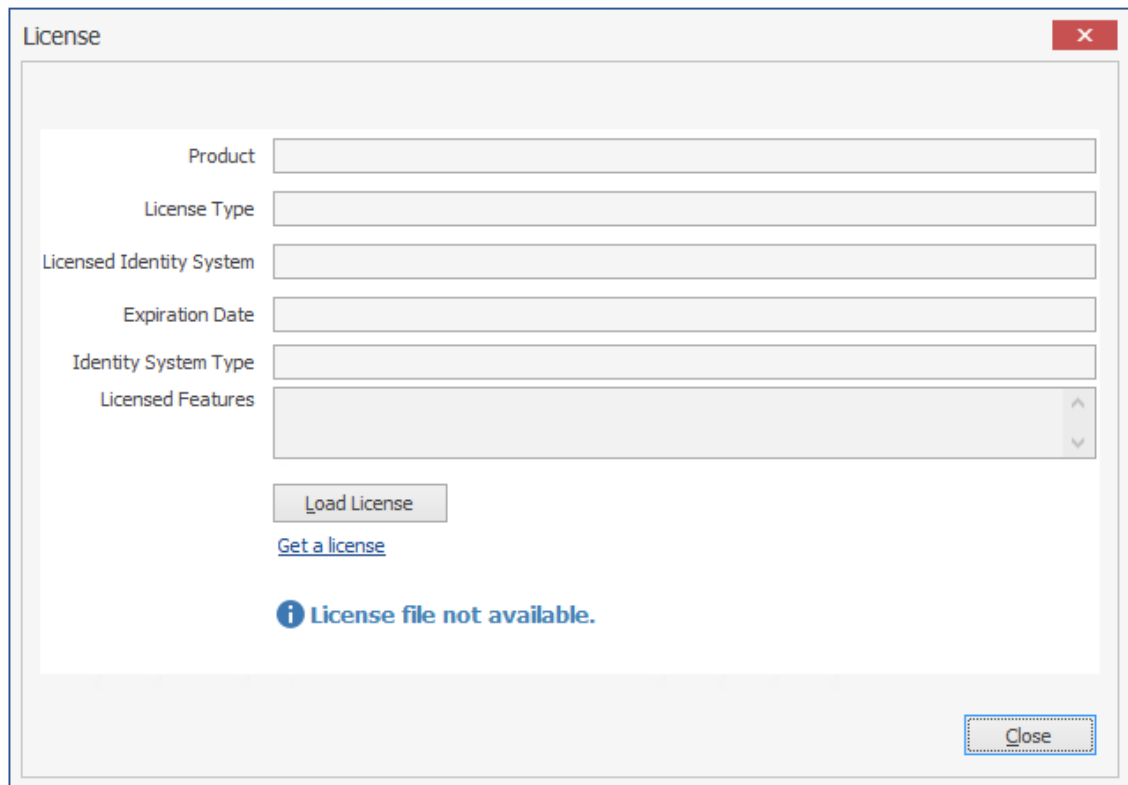 License
Product
License Type
Licensed Identity System
Expiration Date
Identity System Type
Licensed Features
Load License
Get a license
License file not available.
Close